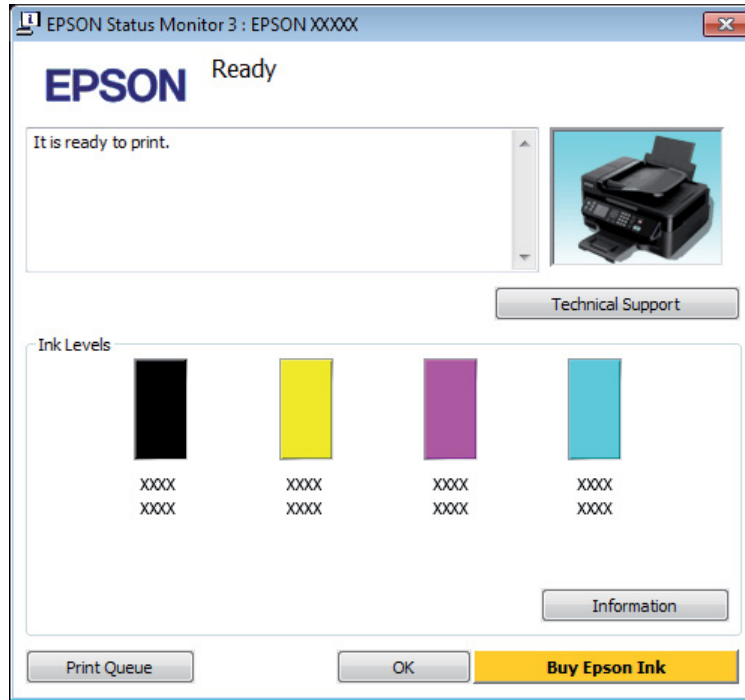 EPSON Status Monitor 3 : EPSON XXXXX
EPSON
Ready
It is ready to print.
Technical Support
Ink Levels
XXXX XXXX XXXX XXXX
XXXX XXXX XXXX XXXX
Information
Print Queue OK Buy Epson Ink